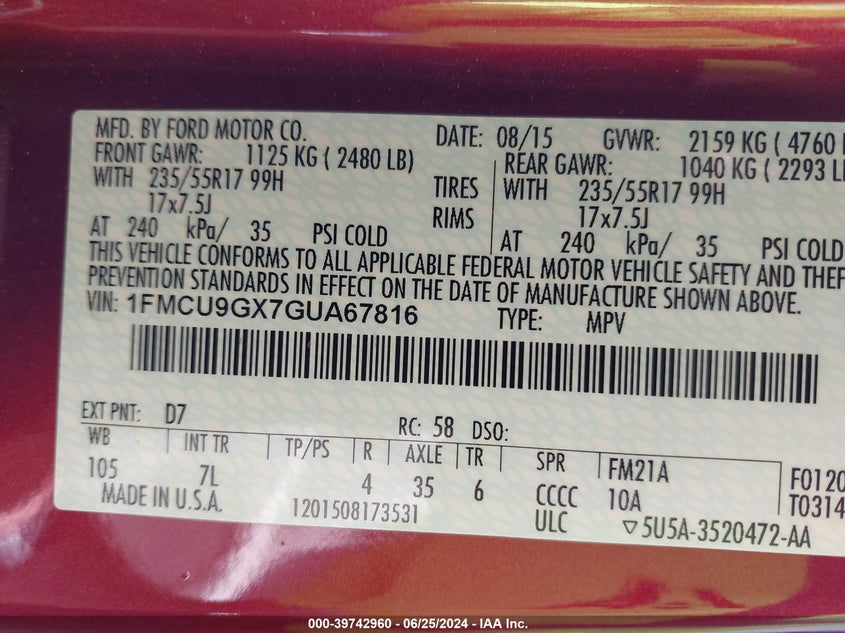 MFD. BY FORD MOTOR CO. DATE: 08/15 GVWR: 2159 KG ( 4760
FRONT GAWR: 1125 KG ( 2480 LB) REAR GAWR: 1040 KG ( 2293
WITH 235/55R17 99H TIRES WITH 235/55R17 99H
17x7.5J RIMS 17x7.5J
AT 240 kPa/ 35 PSI COLD AT 240 kPa/ 35 PSI COLD
THIS VEHICLE CONFORMS TO ALL APPLICABLE FEDERAL MOTOR VEHICLE SAFETY AND THEF
PREVENTION STANDARDS IN EFFECT ON THE DATE OF MANUFACTURE SHOWN ABOVE.
VIN: 1FMCU9GX7GUA67816 TYPE: MPV
EXT PNT: D7 RC: 58 DSO:
WB INT TR TP/PS R AXLE TR SPR FM21A F0120
105 7L 4 35 6 CCCC 10A T0314
MADE IN U.S.A. 1201508173531 ULC ▽5U5A-3520472-AA
000-39742960 - 06/25/2024 - IAA Inc.